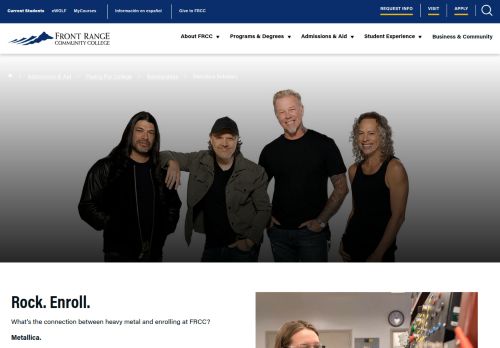 Current Students eWOLF MyCourses Información en español Give to FRCC REQUEST INFO VISIT APPLY
FRONT RANGE
COMMUNITY COLLEGE
About FRCC Programs & Degrees Admissions & Aid Student Experience Business & Community
Admissions & Aid Paying For College Scholarships Metallica Scholars
Rock. Enroll.
What's the connection between heavy metal and enrolling at FRCC?
Metallica.